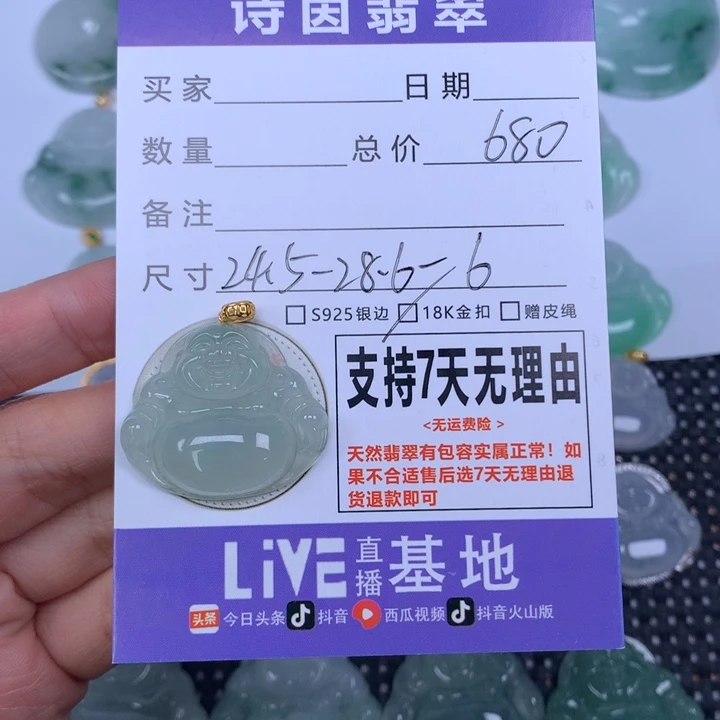 诗茵翡翠
买家 日期
数量 总价 680
备注
尺寸 24.5-28.6-6
S925银边 18K金扣 赠皮绳
支持7天无理由
<无运费险>
天然翡翠有包容实属正常！如
果不合适售后选7天无理由退
货退款即可
LiVE 直播 基地
头条 今日头条 抖音 西瓜视频 抖音火山版